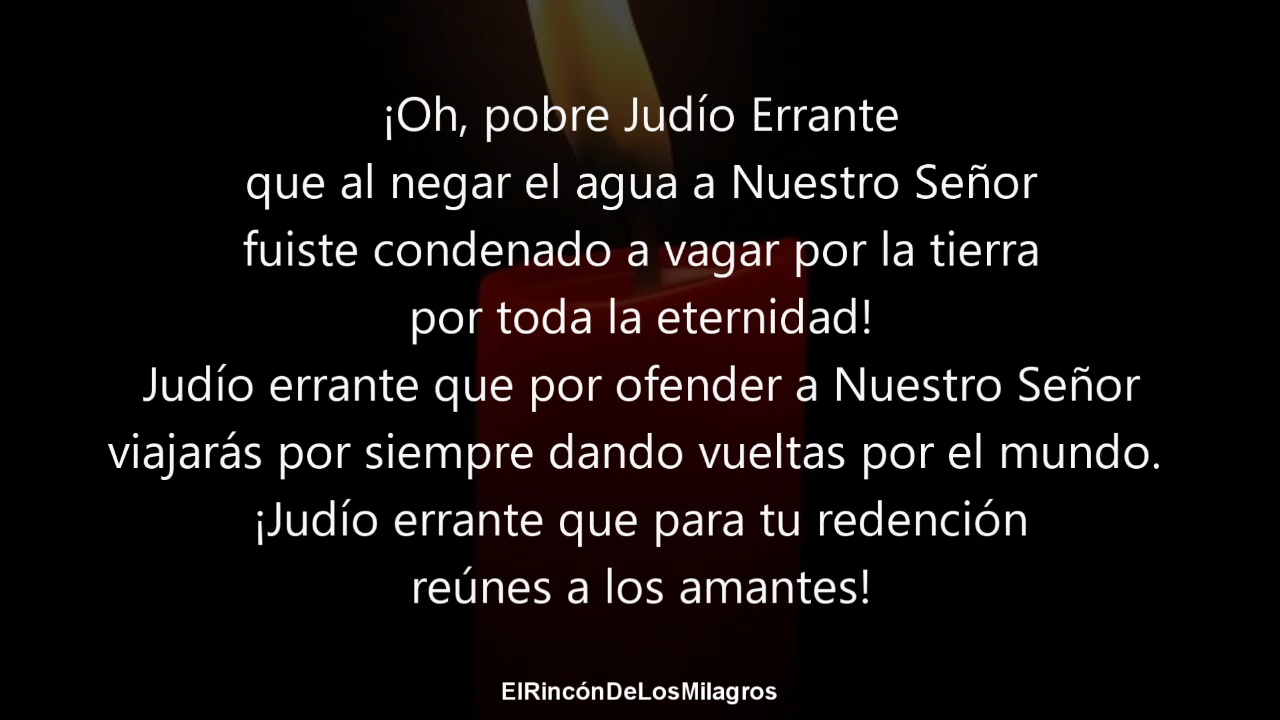 ¡Oh, pobre Judío Errante
que al negar el agua a Nuestro Señor
fuiste condenado a vagar por la tierra
por toda la eternidad!
Judío errante que por ofender a Nuestro Señor
viajarás por siempre dando vueltas por el mundo.
¡Judío errante que para tu redención
reúnes a los amantes!
ElRincónDeLosMilagros